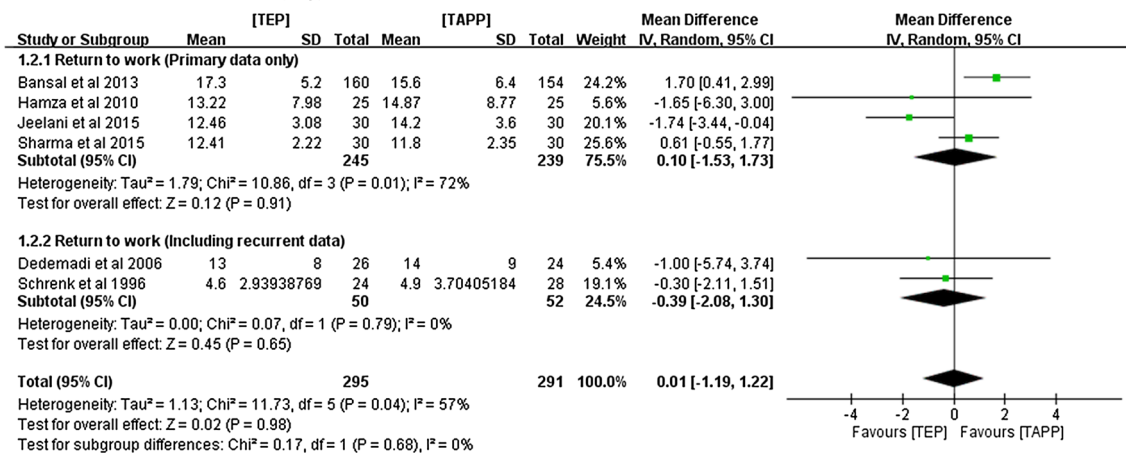 [TEP] [TAPP] Mean Difference Mean Difference
Study or Subgroup Mean SD Total Mean SD Total Weight IV, Random, 95% CI IV, Random, 95% CI
1.2.1 Return to work (Primary data only)
Bansal et al 2013 17.3 5.2 160 15.6 6.4 154 24.2% 1.70 [0.41, 2.99]
Hamza et al 2010 13.22 7.98 25 14.87 8.77 25 5.6% -1.65 [-6.30, 3.00]
Jeelani et al 2015 12.46 3.08 30 14.2 3.6 30 20.1% -1.74 [-3.44, -0.04]
Sharma et al 2015 12.41 2.22 30 11.8 2.35 30 25.6% 0.61 [-0.55, 1.77]
Subtotal (95% CI) 245 239 75.5% 0.10 [-1.53, 1.73]
Heterogeneity: Tau² = 1.79; Chi² = 10.86, df = 3 (P = 0.01); I² = 72%
Test for overall effect: Z = 0.12 (P = 0.91)
1.2.2 Return to work (Including recurrent data)
Dedemadi et al 2006 13 8 26 14 9 24 5.4% -1.00 [-5.74, 3.74]
Schrenk et al 1996 4.6 2.93938769 24 4.9 3.70405184 28 19.1% -0.30 [-2.11, 1.51]
Subtotal (95% CI) 50 52 24.5% -0.39 [-2.08, 1.30]
Heterogeneity: Tau² = 0.00; Chi² = 0.07, df = 1 (P = 0.79); I² = 0%
Test for overall effect: Z = 0.45 (P = 0.65)
Total (95% CI) 295 291 100.0% 0.01 [-1.19, 1.22]
Heterogeneity: Tau² = 1.13; Chi² = 11.73, df = 5 (P = 0.04); I² = 57%
Test for overall effect: Z = 0.02 (P = 0.98)
Test for subgroup differences: Chi² = 0.17, df = 1 (P = 0.68), I² = 0%
-4 -2 0 2 4
Favours [TEP] Favours [TAPP]